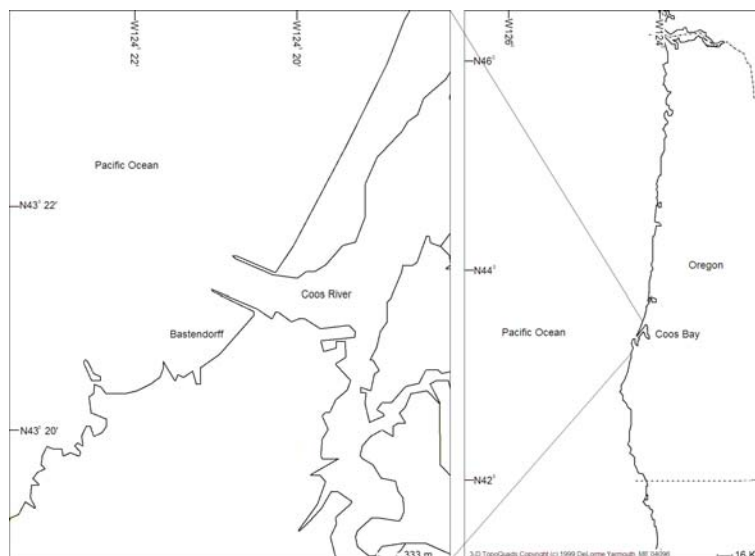 W124° 22'
W124° 20'
Pacific Ocean
N43° 22'
Coos River
Bastendorff
N43° 20'
333 m
W126°
W124°
N46°
Oregon
N44°
Pacific Ocean
Coos Bay
N42°
3-D TopoQuads Copyright (c) 1999 DeLorme Yarmouth, ME 04096